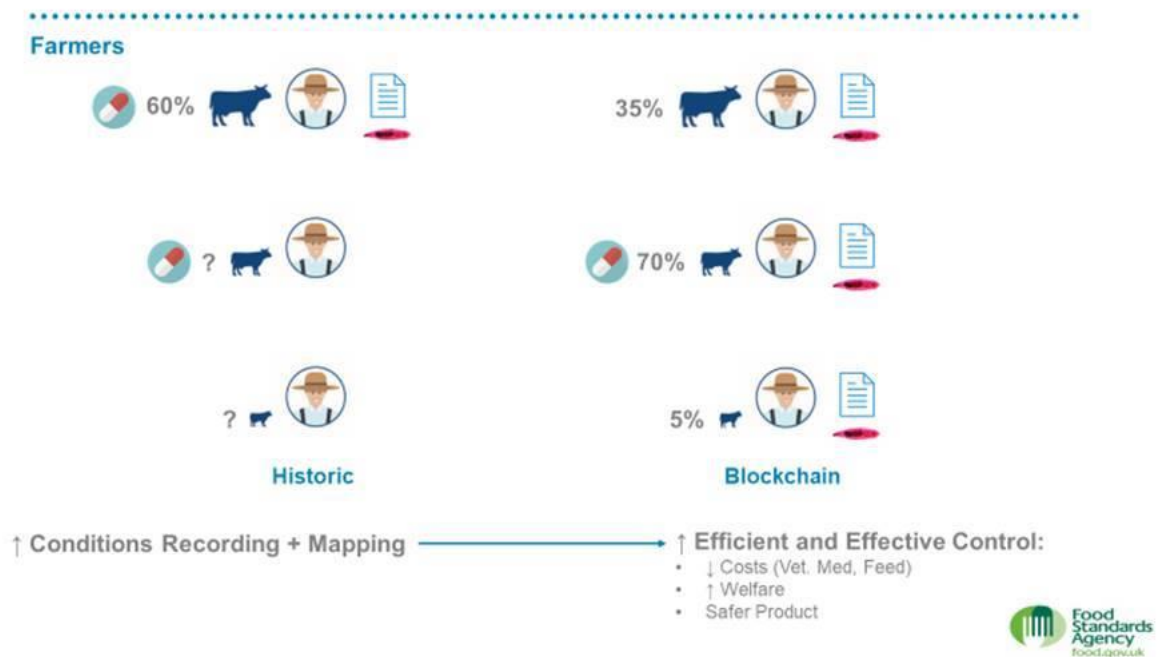 Farmers
60%
35%
?
70%
?
5%
Historic
Blockchain
↑ Conditions Recording + Mapping
↑ Efficient and Effective Control:
• ↓ Costs (Vet. Med, Feed)
• ↑ Welfare
• Safer Product
Food
Standards
Agency
food.gov.uk